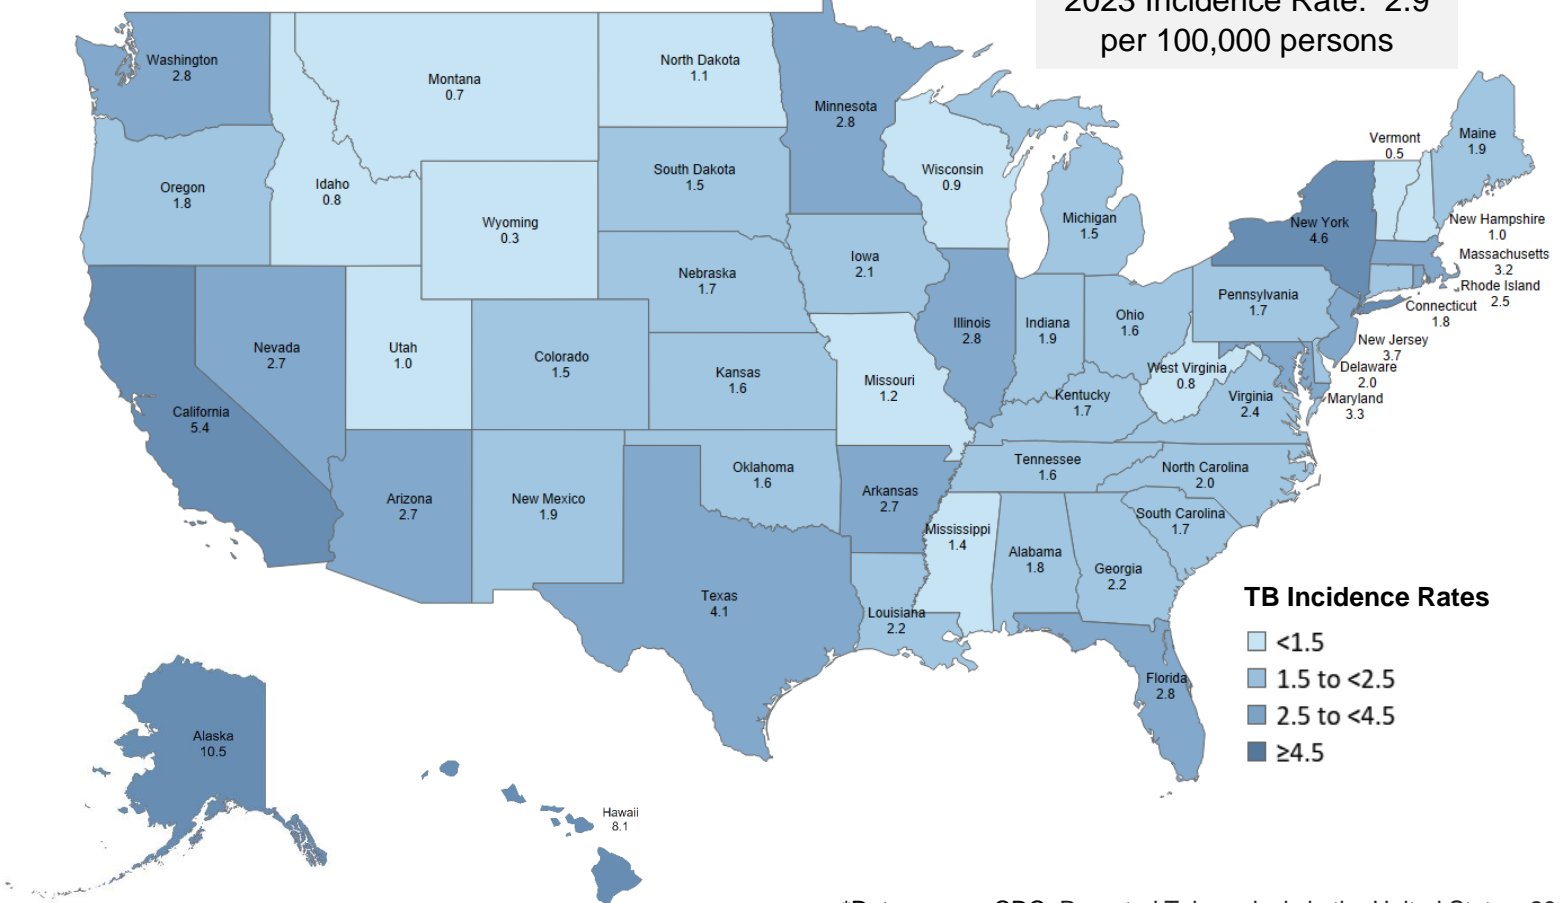 2023 Incidence Rate: 2.9
per 100,000 persons
Washington
2.8
Montana
0.7
North Dakota
1.1
Minnesota
2.8
Vermont
0.5
Maine
1.9
Oregon
1.8
Idaho
0.8
South Dakota
1.5
Wisconsin
0.9
Wyoming
0.3
Michigan
1.5
New York
4.6
New Hampshire
1.0
Massachusetts
3.2
Rhode Island
2.5
Connecticut
1.8
Iowa
2.1
Nebraska
1.7
Pennsylvania
1.7
Nevada
2.7
Utah
1.0
Colorado
1.5
Illinois
2.8
Indiana
1.9
Ohio
1.6
New Jersey
3.7
Delaware
2.0
Maryland
3.3
Kansas
1.6
Missouri
1.2
West Virginia
0.8
Kentucky
1.7
Virginia
2.4
California
5.4
Arizona
2.7
New Mexico
1.9
Oklahoma
1.6
Arkansas
2.7
Tennessee
1.6
North Carolina
2.0
South Carolina
1.7
Mississippi
1.4
Alabama
1.8
Georgia
2.2
Texas
4.1
Louisiana
2.2
Florida
2.8
Alaska
10.5
Hawaii
8.1
TB Incidence Rates
<1.5
1.5 to <2.5
2.5 to <4.5
≥4.5